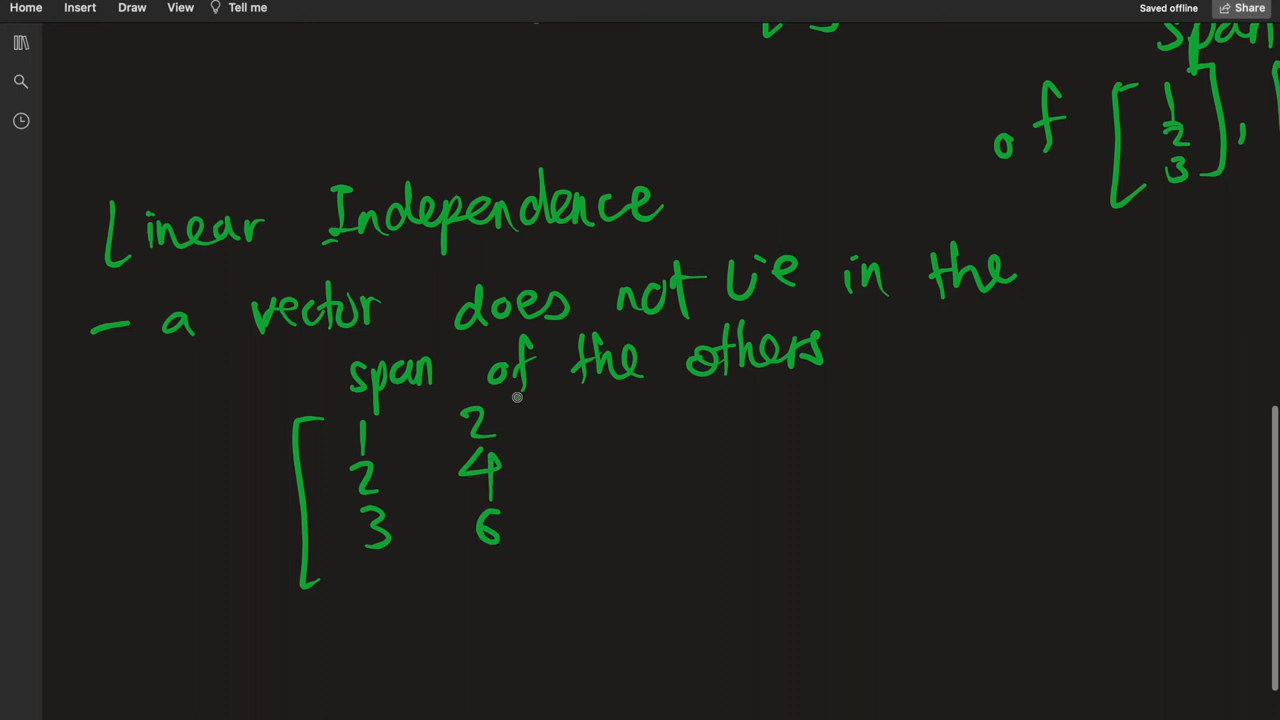 Home Insert Draw View Tell me Saved offline Share
span
of [1 2 3],
Linear Independence
- a vector does not lie in the
span of the others
[1 2
2 4
3 6